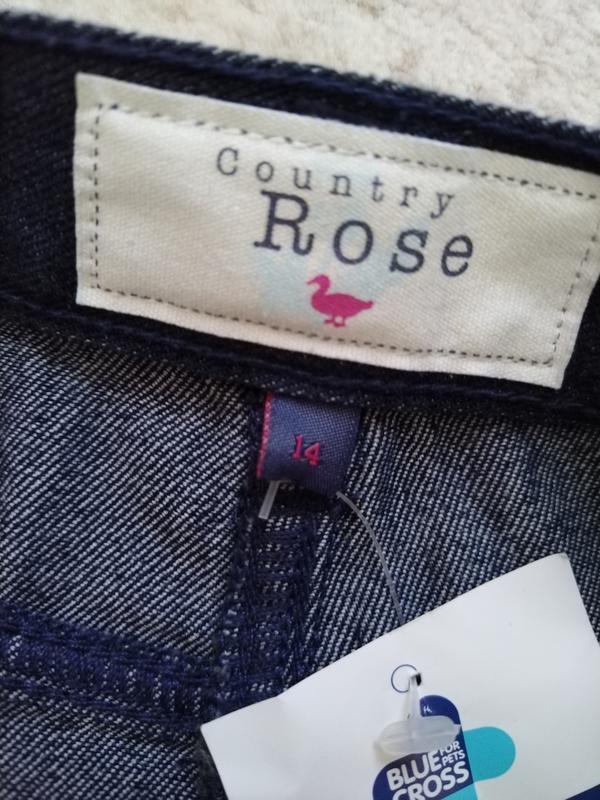 Country
Rose
14
BLUE
CROSS
FOR
PETS